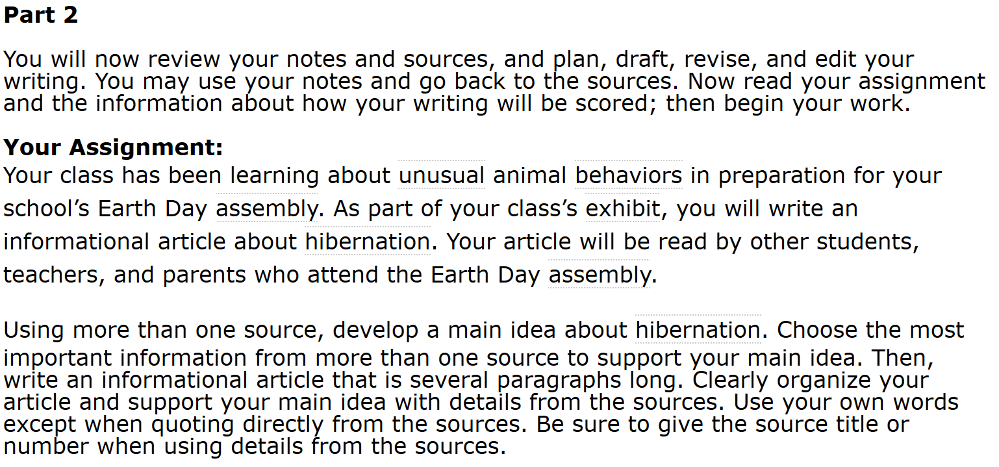 Part 2
You will now review your notes and sources, and plan, draft, revise, and edit your
writing. You may use your notes and go back to the sources. Now read your assignment
and the information about how your writing will be scored; then begin your work.
Your Assignment:
Your class has been learning about unusual animal behaviors in preparation for your
school’s Earth Day assembly. As part of your class’s exhibit, you will write an
informational article about hibernation. Your article will be read by other students,
teachers, and parents who attend the Earth Day assembly.
Using more than one source, develop a main idea about hibernation. Choose the most
important information from more than one source to support your main idea. Then,
write an informational article that is several paragraphs long. Clearly organize your
article and support your main idea with details from the sources. Use your own words
except when quoting directly from the sources. Be sure to give the source title or
number when using details from the sources.